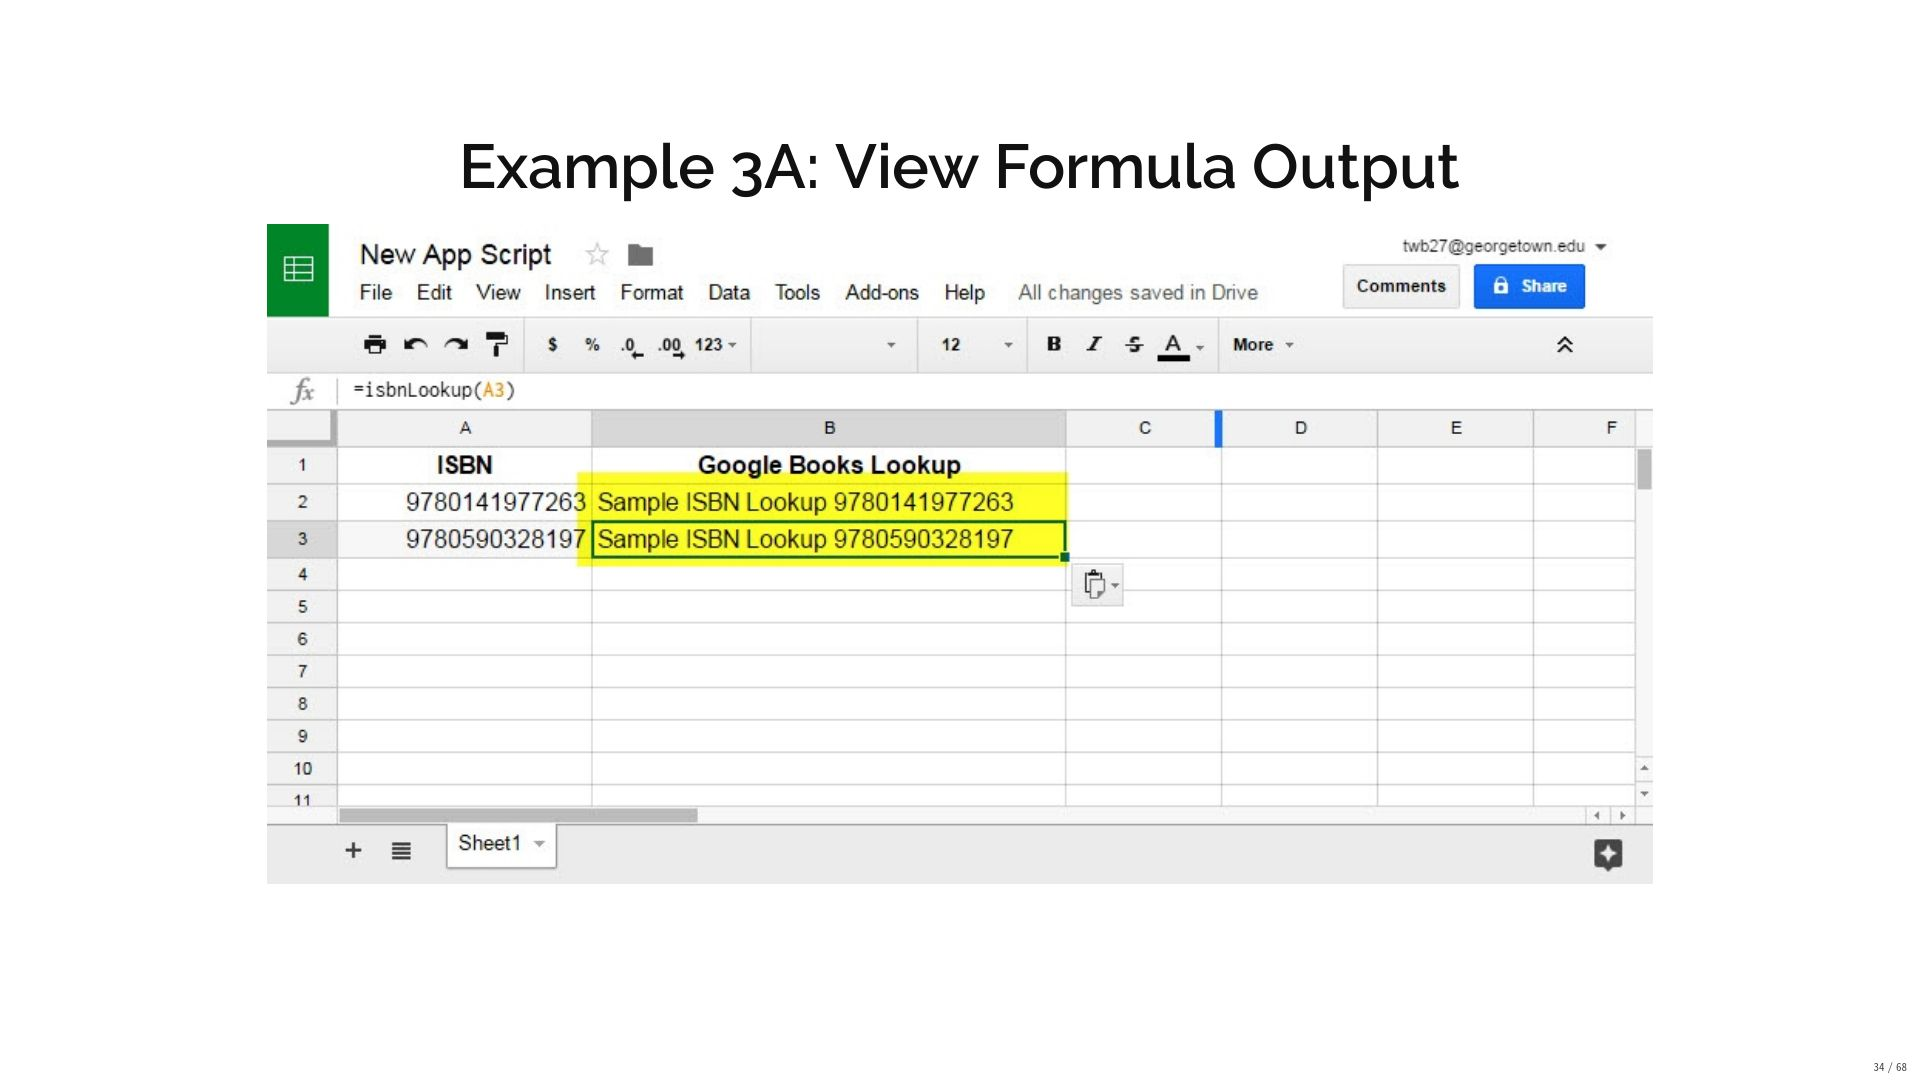 Example 3A: View Formula Output
New App Script
twb27@georgetown.edu
File Edit View Insert Format Data Tools Add-ons Help All changes saved in Drive
Comments Share
$ % .0 .00 123 12 B I S A More
fx =isbnLookup(A3)
A B C D E F
1 ISBN Google Books Lookup
2 9780141977263 Sample ISBN Lookup 9780141977263
3 9780590328197 Sample ISBN Lookup 9780590328197
4
5
6
7
8
9
10
11
+ Sheet1
34 / 68